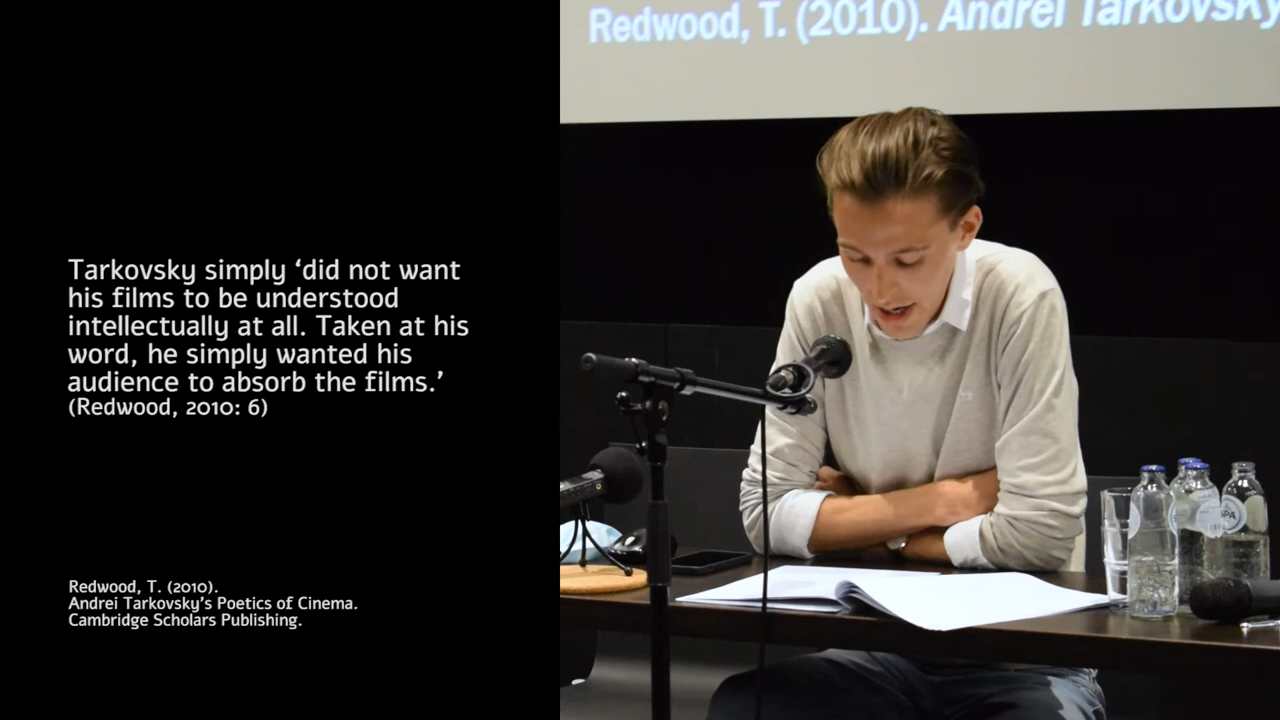 Tarkovsky simply ‘did not want
his films to be understood
intellectually at all. Taken at his
word, he simply wanted his
audience to absorb the films.’
(Redwood, 2010: 6)
Redwood, T. (2010).
Andrei Tarkovsky’s Poetics of Cinema.
Cambridge Scholars Publishing.
Redwood, T. (2010). Andrei Tarkovsky
SPA